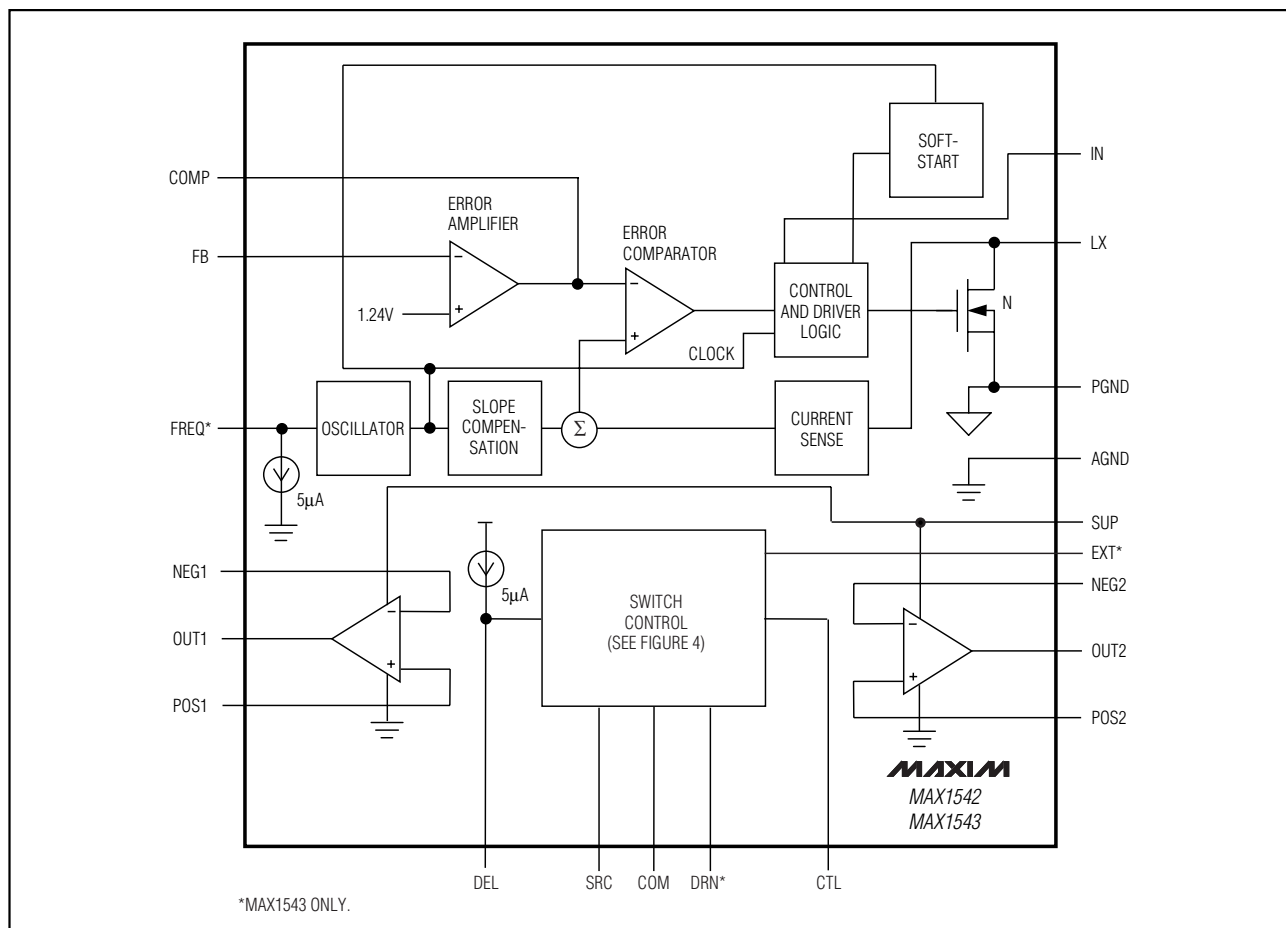 SOFT-
START
IN
COMP
ERROR
AMPLIFIER
ERROR
COMPARATOR
FB
LX
−
−
CONTROL
AND DRIVER
LOGIC
N
1.24V
+
+
CLOCK
PGND
FREQ*
OSCILLATOR
SLOPE
COMPEN-
SATION
Σ
CURRENT
SENSE
AGND
5μA
SUP
EXT*
NEG1
5μA
NEG2
−
SWITCH
CONTROL
(SEE FIGURE 4)
−
OUT1
OUT2
+
+
POS1
POS2
MAXIM
MAX1542
MAX1543
DEL
SRC
COM
DRN*
CTL
*MAX1543 ONLY.